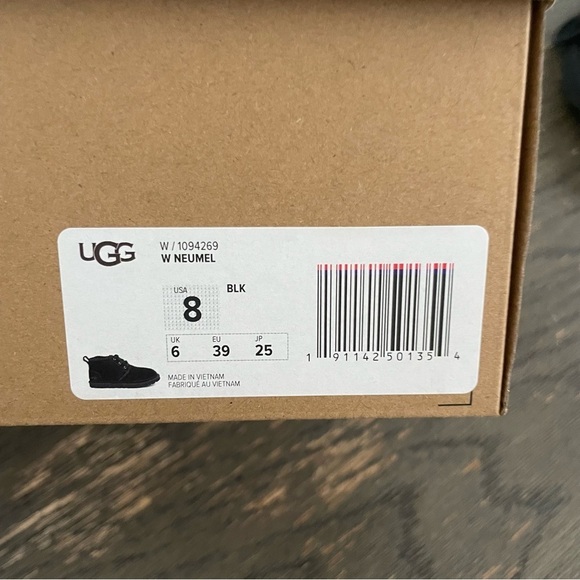 UGG
W / 1094269
W NEUMEL
USA
8
BLK
UK EU JP
6 39 25
MADE IN VIETNAM
FABRIQUÉ AU VIETNAM
1 91142 50135 4